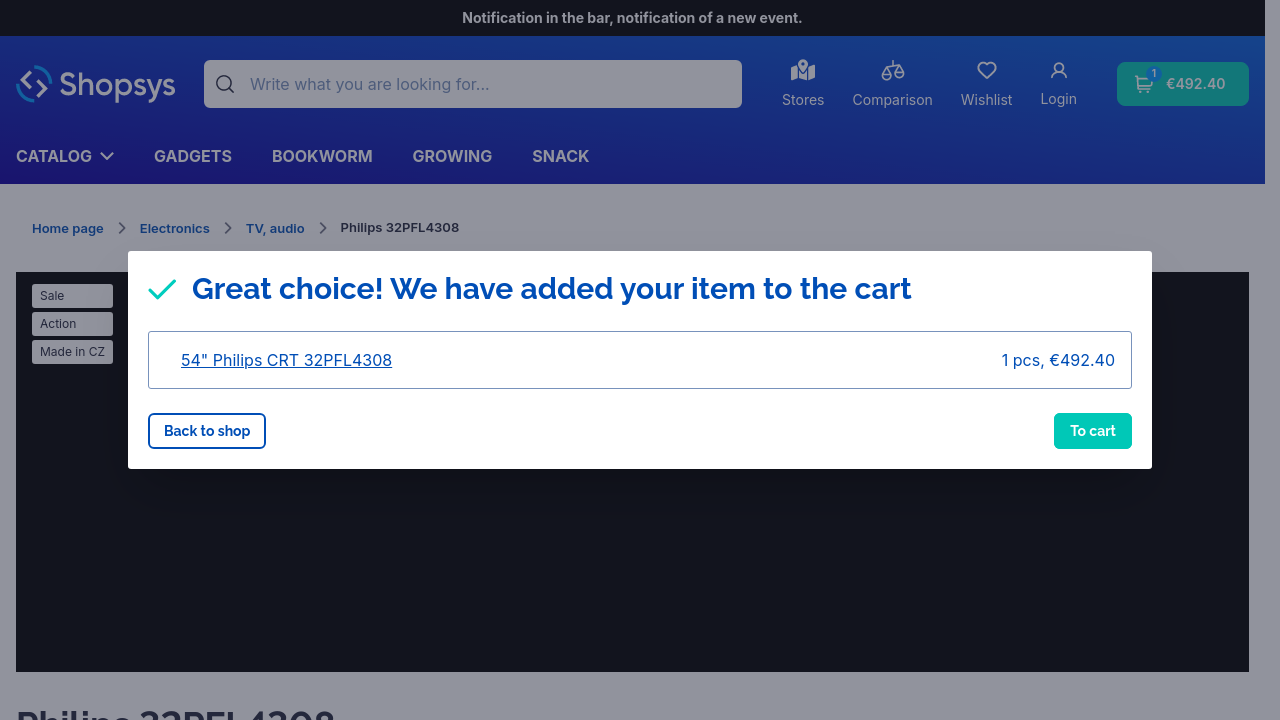 Notification in the bar, notification of a new event.
Shopsys
Write what you are looking for...
Stores
Comparison
Wishlist
Login
1
€492.40
CATALOG
GADGETS
BOOKWORM
GROWING
SNACK
Home page
Electronics
TV, audio
Philips 32PFL4308
Sale
Action
Made in CZ
Great choice! We have added your item to the cart
54" Philips CRT 32PFL4308
1 pcs, €492.40
Back to shop
To cart
Philips 32PFL4308